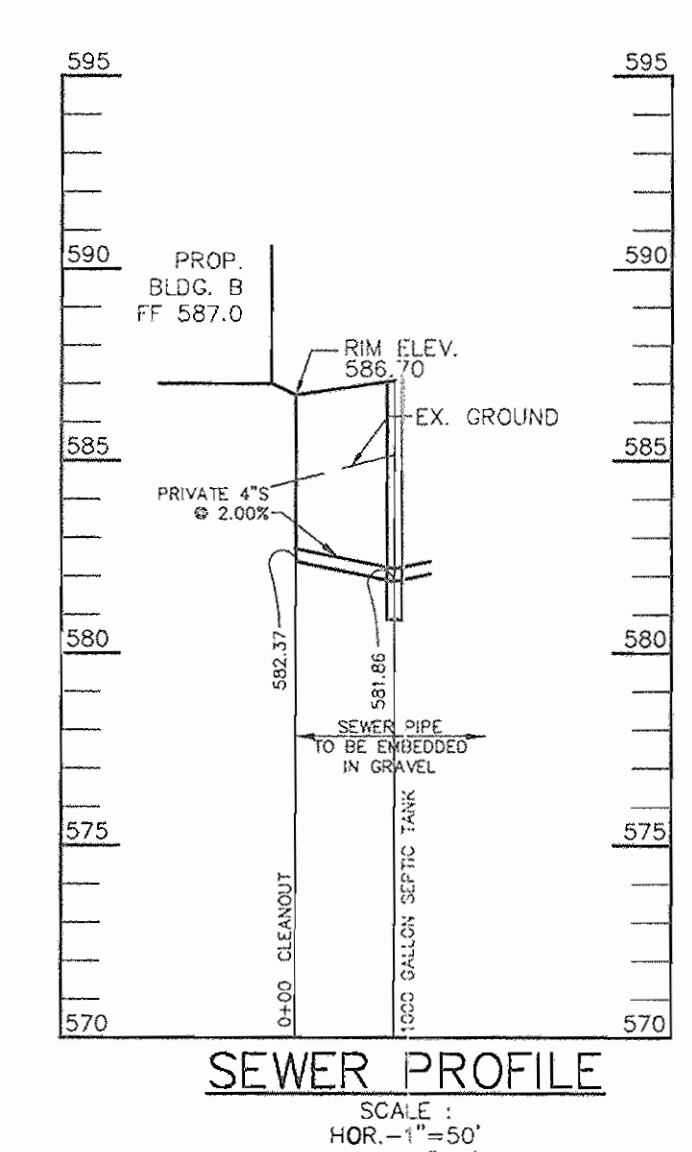 595 595
590 590
PROP.
BLDG. B
FF 587.0
RIM ELEV.
586.70
EX. GROUND
585 585
PRIVATE 4"S
@ 2.00%
580 580
582.37
581.86
SEWER PIPE
TO BE EMBEDDED
IN GRAVEL
575 575
0+00 CLEANOUT
1000 GALLON SEPTIC TANK
570 570
SEWER PROFILE
SCALE :
HOR.-1"=50'